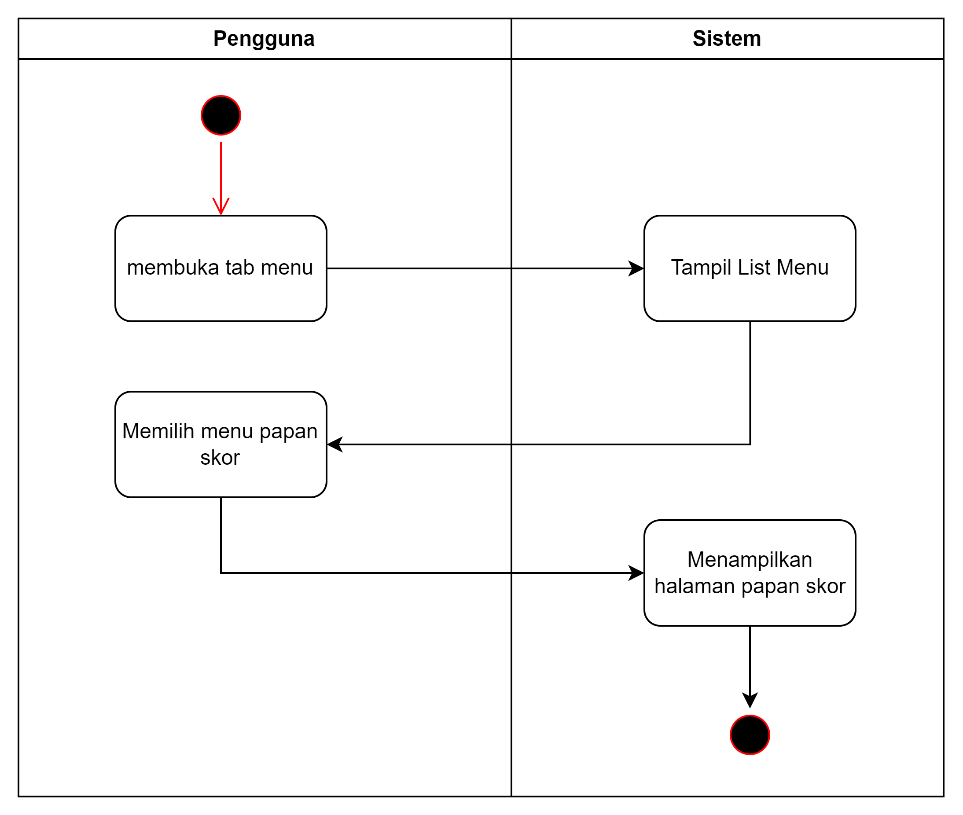 Pengguna
Sistem
membuka tab menu
Tampil List Menu
Memilih menu papan
skor
Menampilkan
halaman papan skor